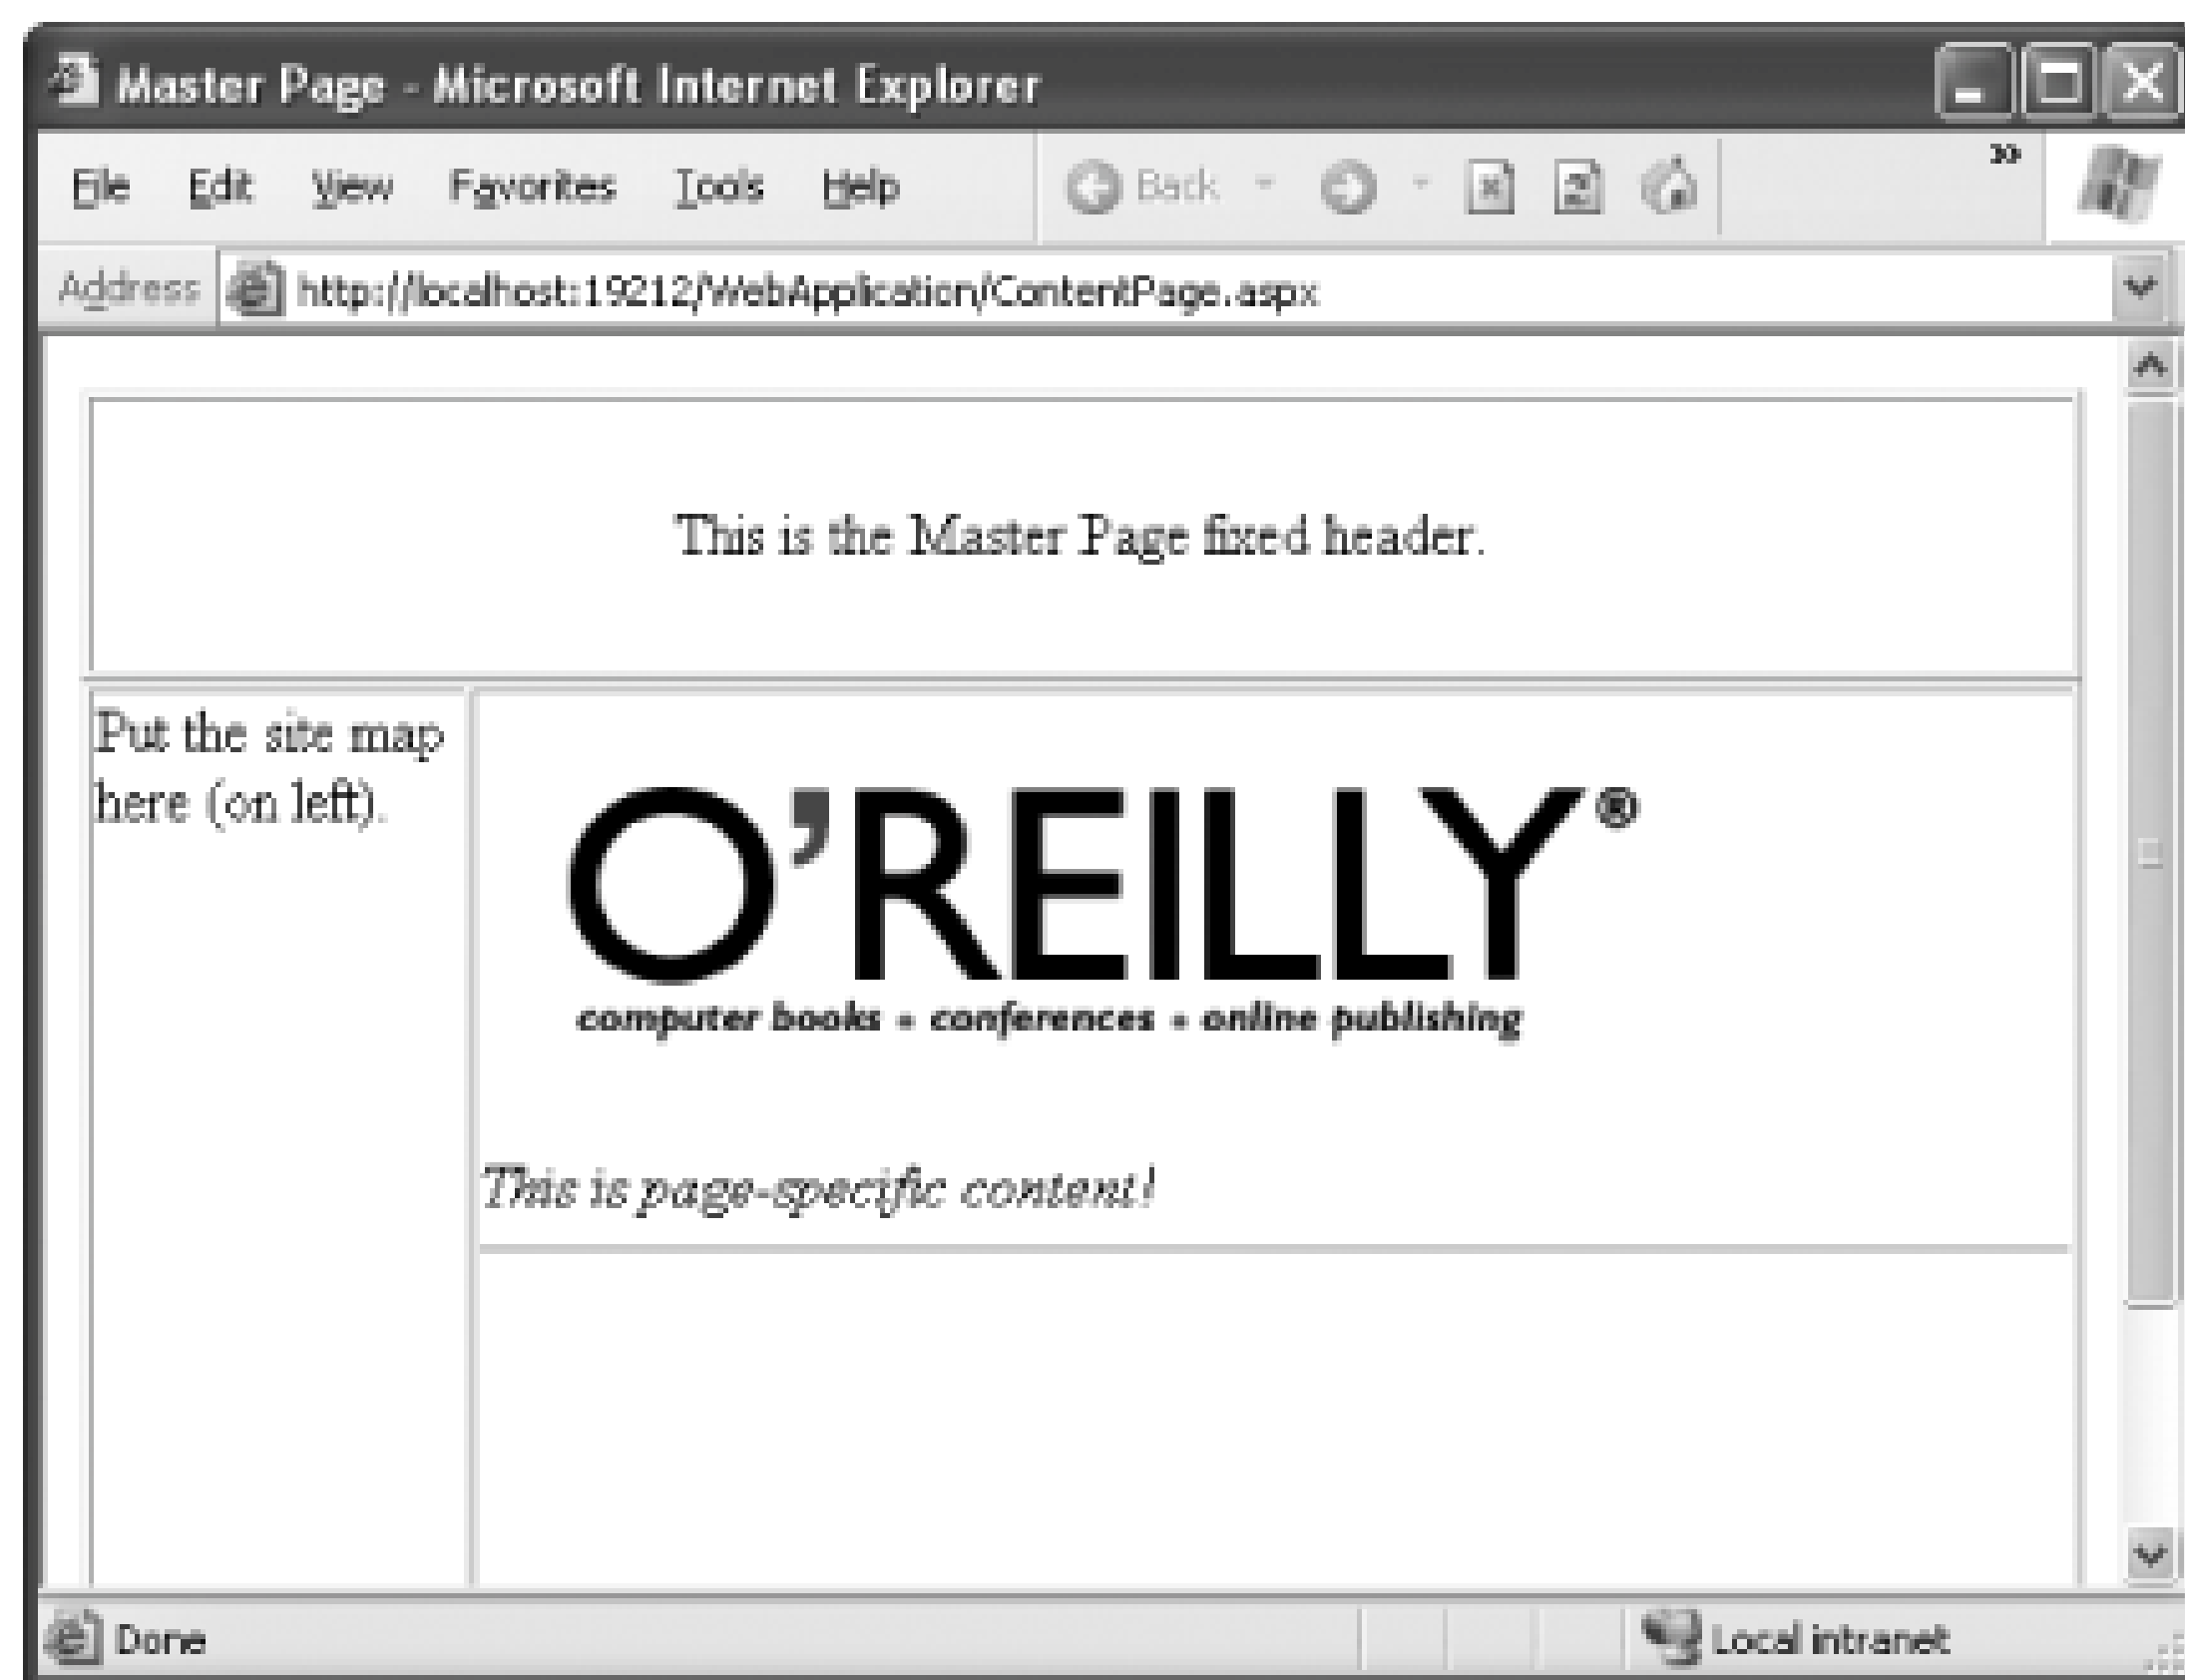 Master Page - Microsoft Internet Explorer
File Edit View Favorites Tools Help Back »
Address http://localhost:19212/WebApplication/ContentPage.aspx
This is the Master Page fixed header.
Put the site map
here (on left).
O'REILLY®
computer books • conferences • online publishing
This is page-specific content!
Done Local intranet